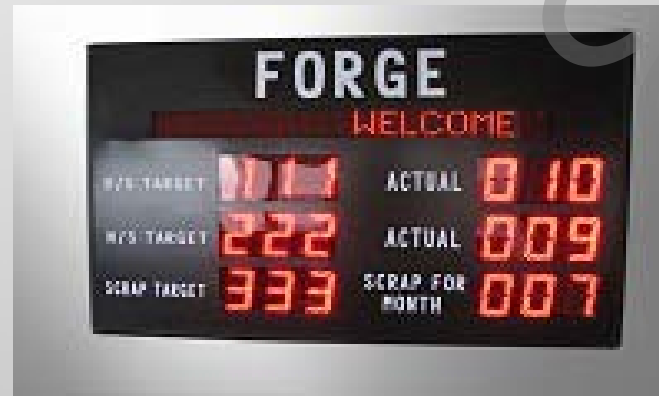 FORGE
WELCOME
H/S TARGET 111 ACTUAL 010
H/S TARGET 222 ACTUAL 009
SCRAP TARGET 333 SCRAP FOR MONTH 007